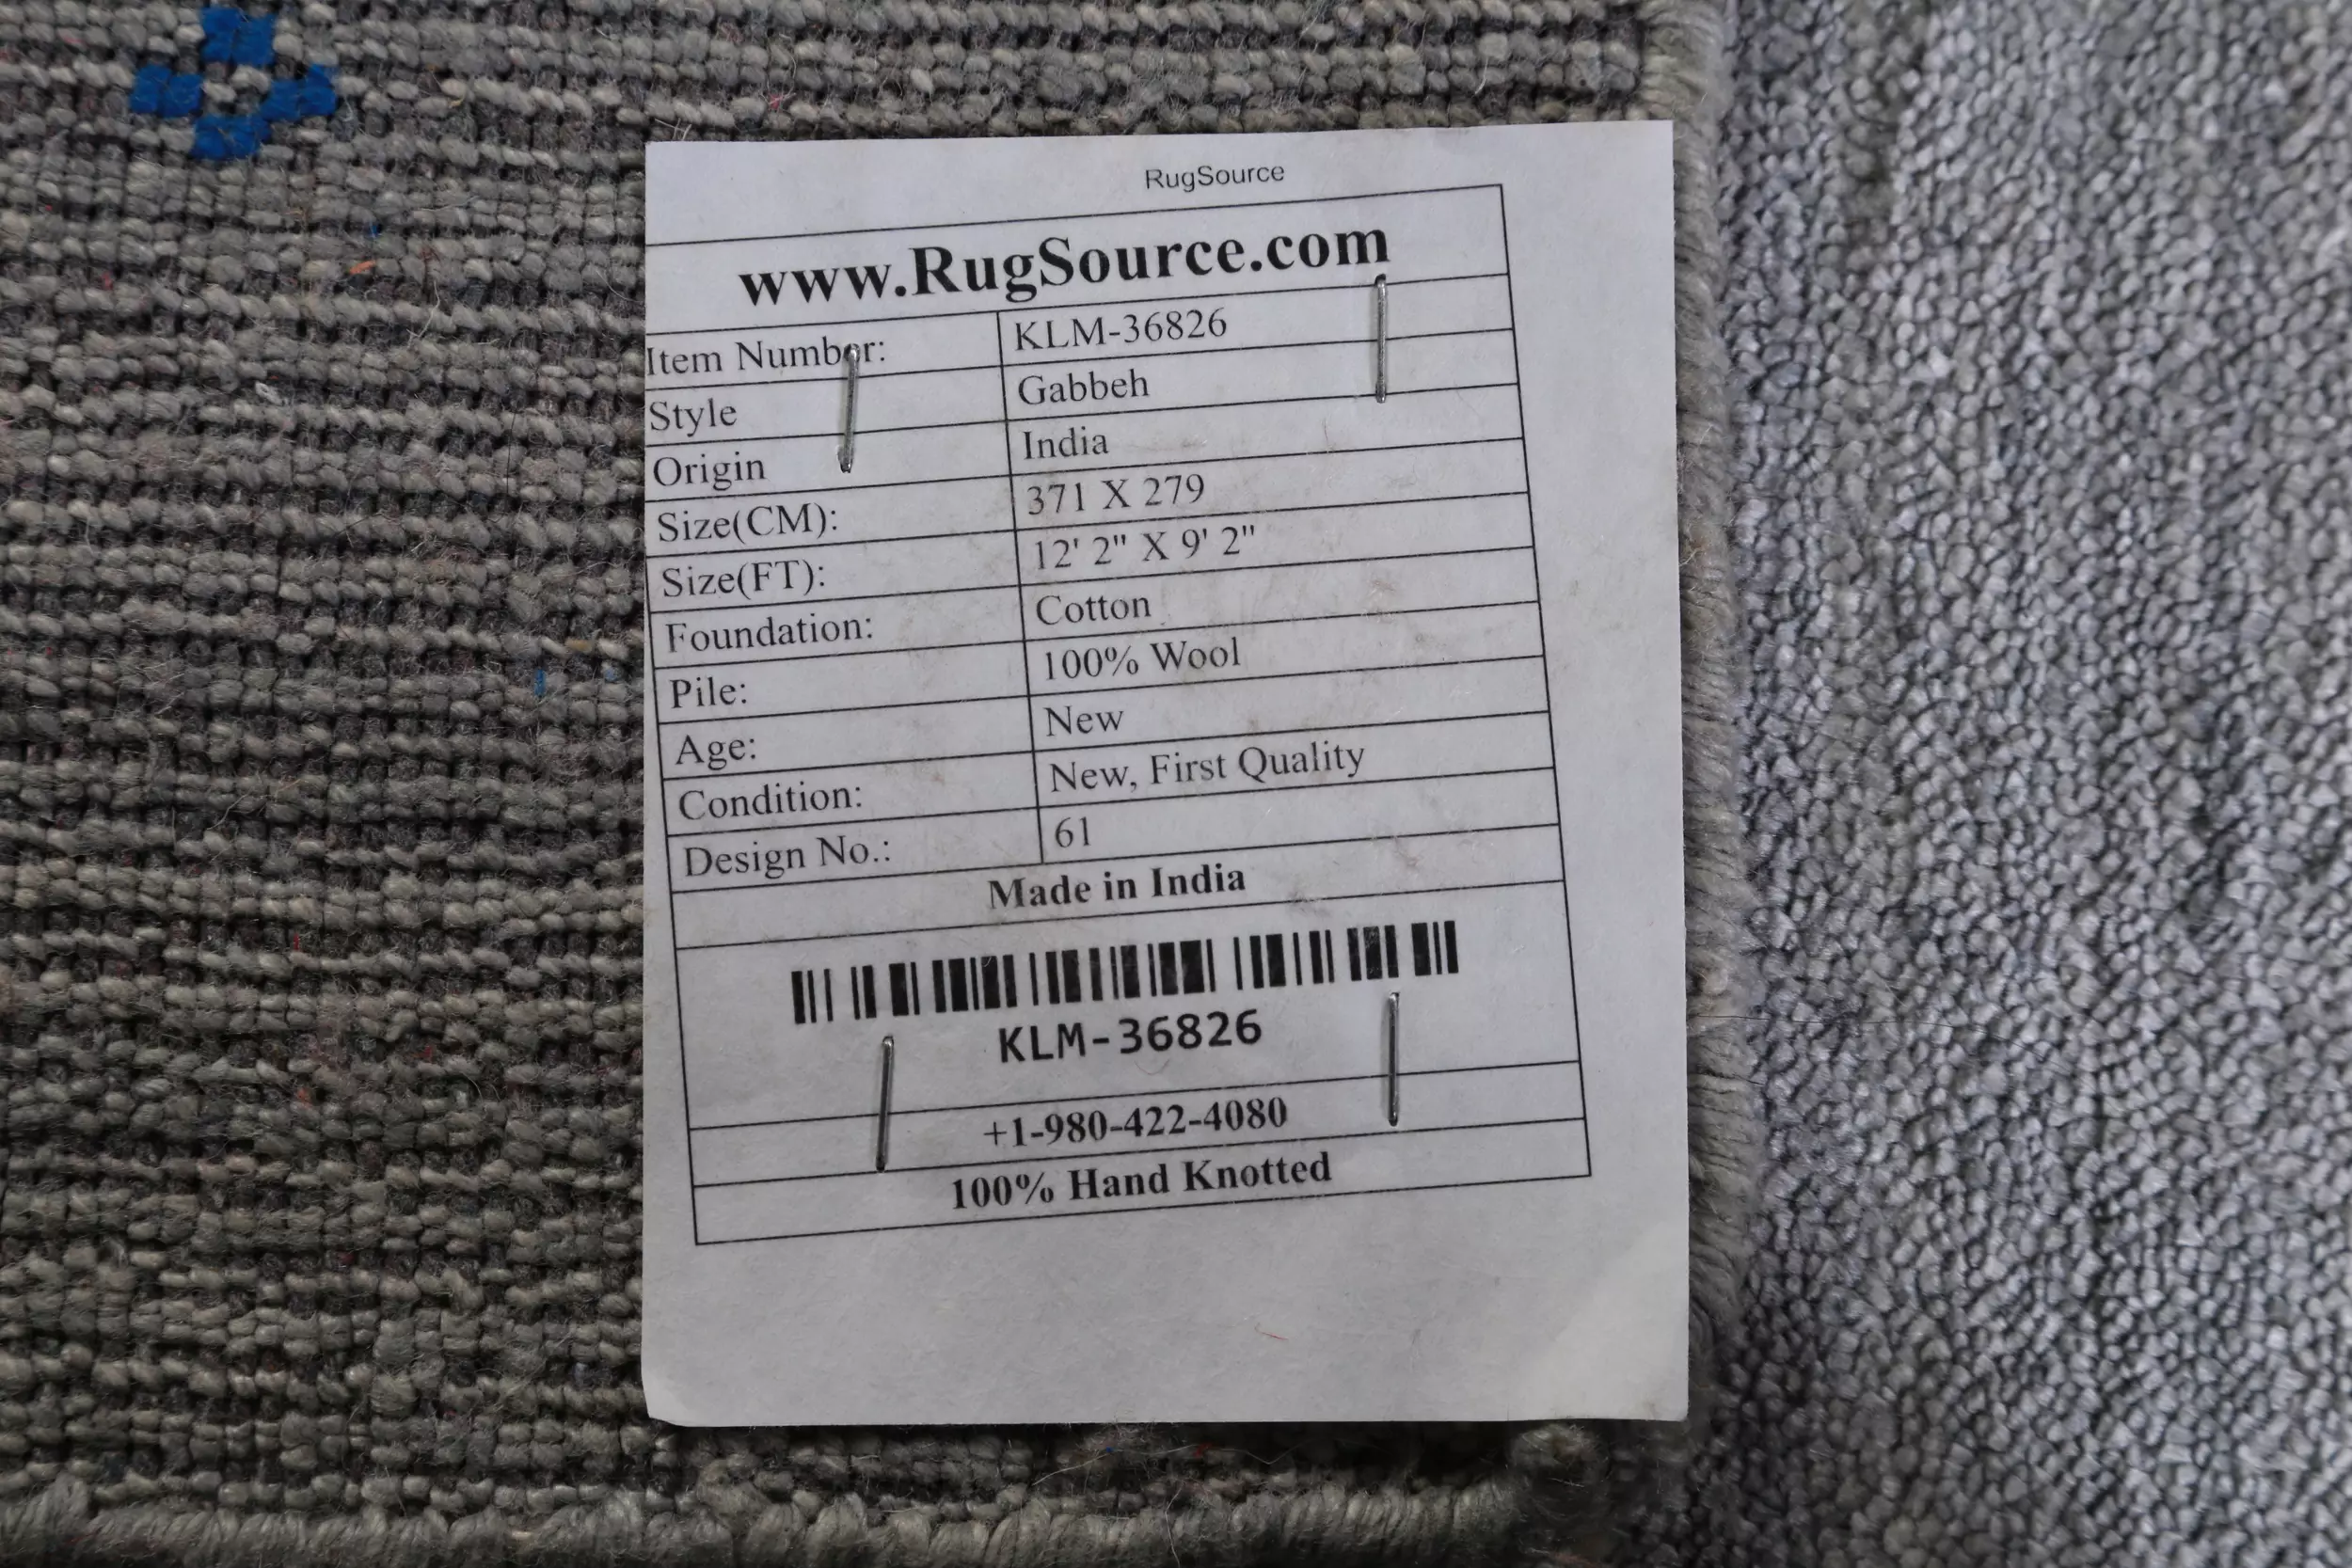 RugSource
www.RugSource.com
Item Number: KLM-36826
Style Gabbeh
Origin India
Size(CM): 371 X 279
Size(FT): 12' 2" X 9' 2"
Foundation: Cotton
Pile: 100% Wool
Age: New
Condition: New, First Quality
Design No.: 61
Made in India
KLM-36826
+1-980-422-4080
100% Hand Knotted